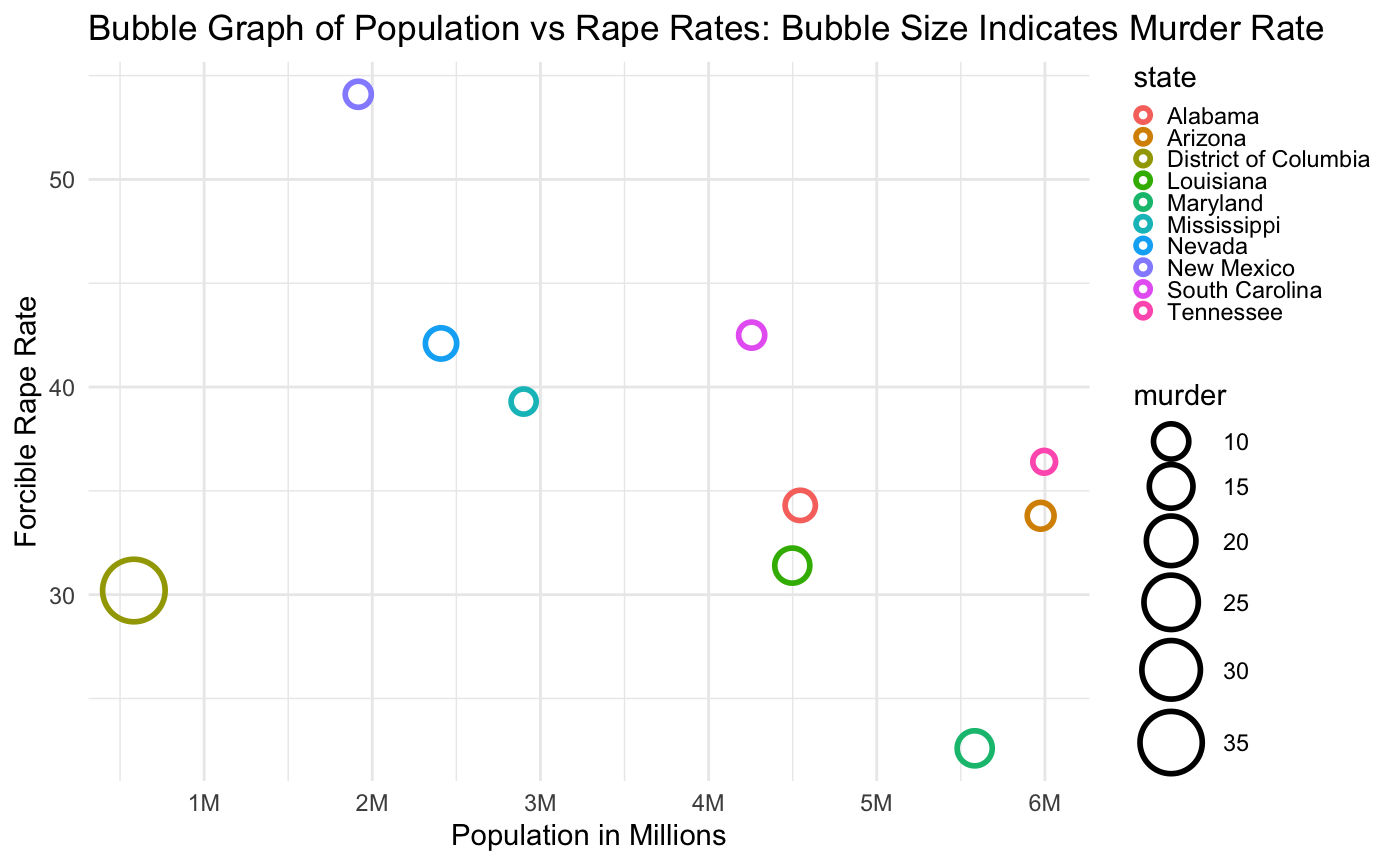 Bubble Graph of Population vs Rape Rates: Bubble Size Indicates Murder Rate
50
40
30
Forcible Rape Rate
1M 2M 3M 4M 5M 6M
Population in Millions
state
Alabama
Arizona
District of Columbia
Louisiana
Maryland
Mississippi
Nevada
New Mexico
South Carolina
Tennessee
murder
10
15
20
25
30
35